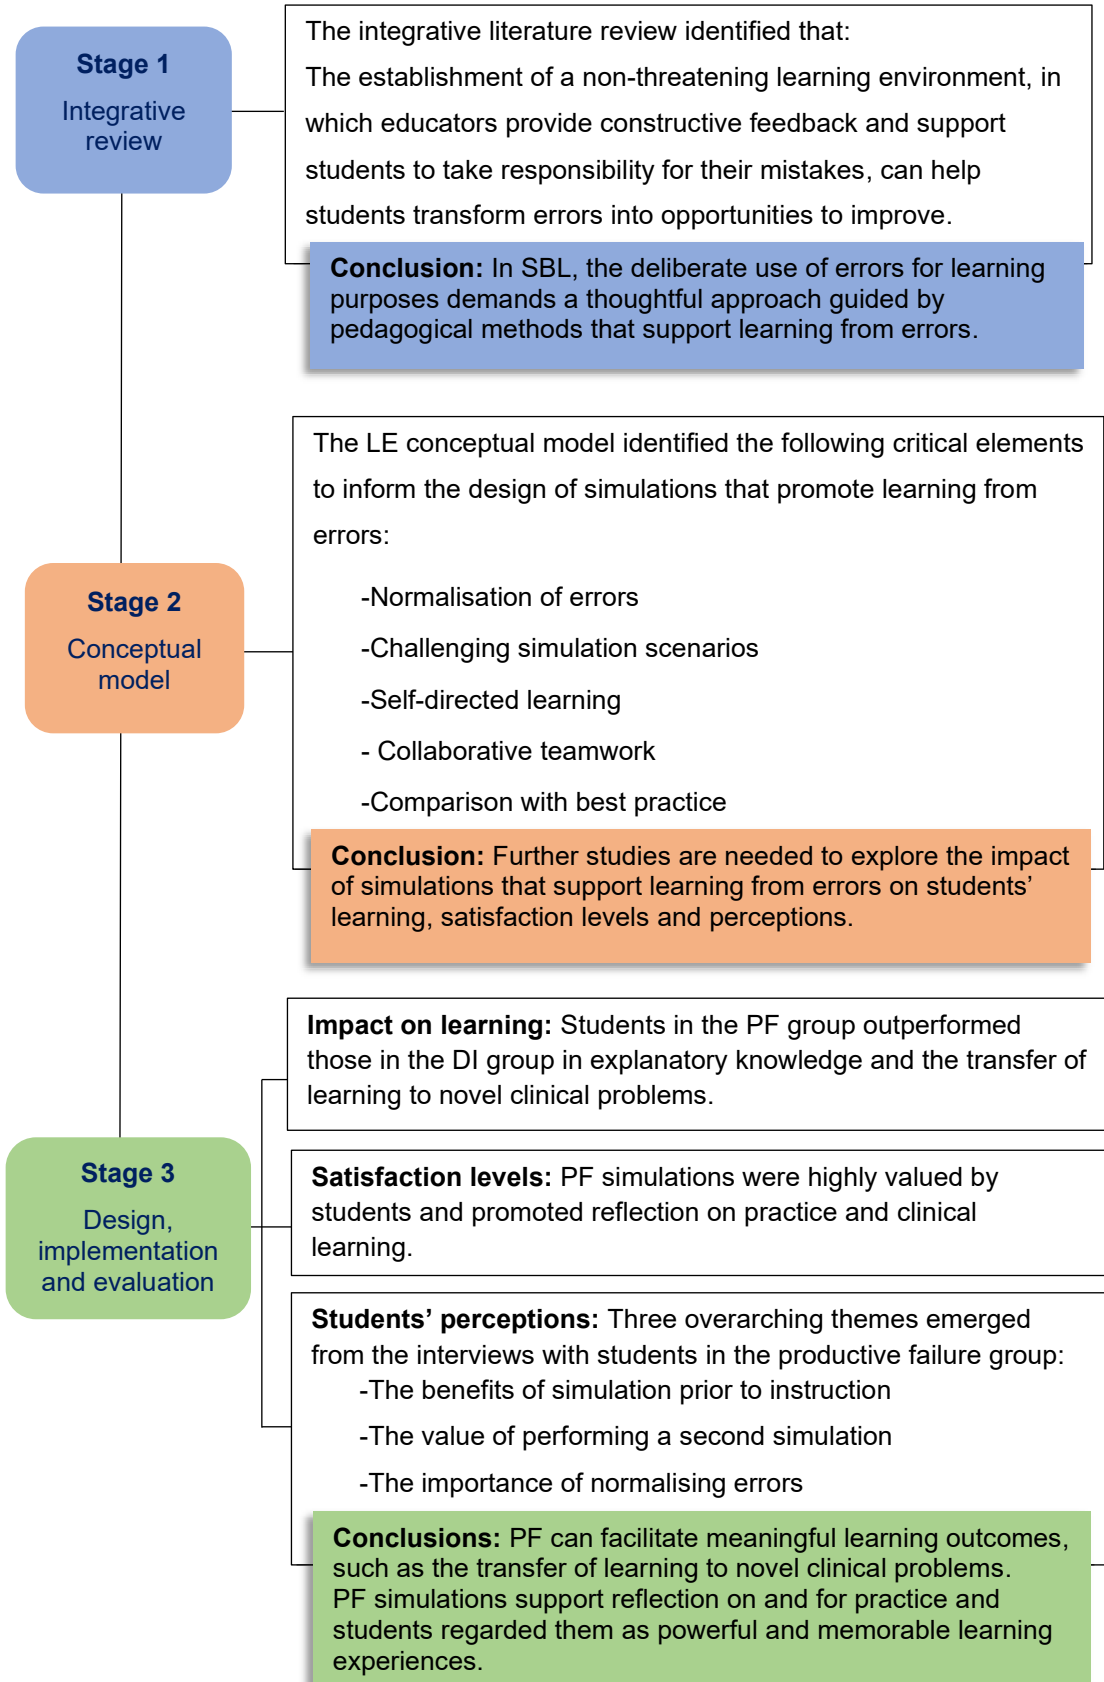 Stage 1
Integrative
review
The integrative literature review identified that:
The establishment of a non-threatening learning environment, in
which educators provide constructive feedback and support
students to take responsibility for their mistakes, can help
students transform errors into opportunities to improve.
Conclusion: In SBL, the deliberate use of errors for learning
purposes demands a thoughtful approach guided by
pedagogical methods that support learning from errors.
Stage 2
Conceptual
model
The LE conceptual model identified the following critical elements
to inform the design of simulations that promote learning from
errors:
-Normalisation of errors
-Challenging simulation scenarios
-Self-directed learning
- Collaborative teamwork
-Comparison with best practice
Conclusion: Further studies are needed to explore the impact
of simulations that support learning from errors on students’
learning, satisfaction levels and perceptions.
Stage 3
Design,
implementation
and evaluation
Impact on learning: Students in the PF group outperformed
those in the DI group in explanatory knowledge and the transfer of
learning to novel clinical problems.
Satisfaction levels: PF simulations were highly valued by
students and promoted reflection on practice and clinical
learning.
Students’ perceptions: Three overarching themes emerged
from the interviews with students in the productive failure group:
-The benefits of simulation prior to instruction
-The value of performing a second simulation
-The importance of normalising errors
Conclusions: PF can facilitate meaningful learning outcomes,
such as the transfer of learning to novel clinical problems.
PF simulations support reflection on and for practice and
students regarded them as powerful and memorable learning
experiences.